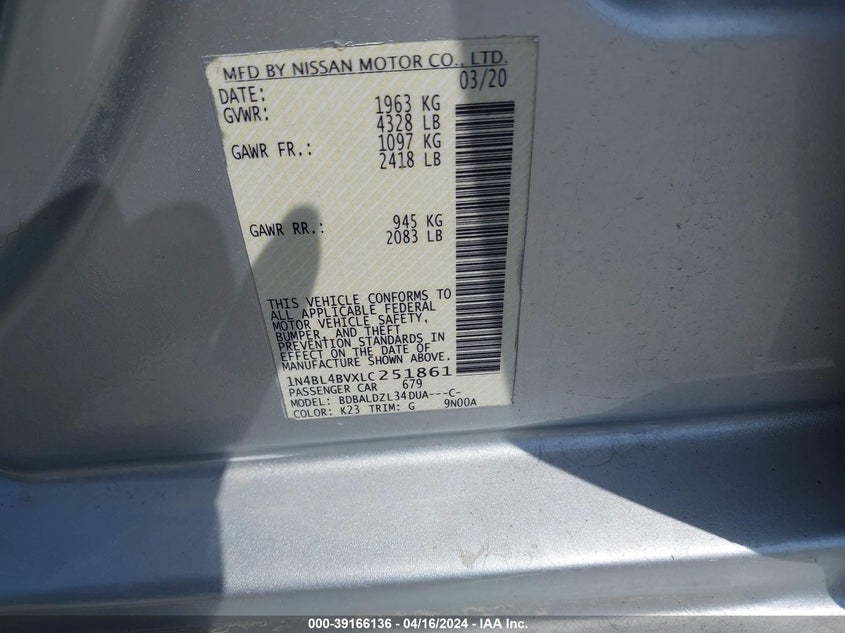 MFD BY NISSAN MOTOR CO., LTD.
DATE: 03/20
GVWR: 1963 KG
4328 LB
GAWR FR.: 1097 KG
2418 LB
GAWR RR.: 945 KG
2083 LB
THIS VEHICLE CONFORMS TO
ALL APPLICABLE FEDERAL
MOTOR VEHICLE SAFETY,
BUMPER, AND THEFT
PREVENTION STANDARDS IN
EFFECT ON THE DATE OF
MANUFACTURE SHOWN ABOVE.
1N4BL4BVXLC251861
PASSENGER CAR 679
MODEL: BDBALDZL34DUA---C-
COLOR: K23 TRIM: G 9N00A
000-39166136 - 04/16/2024 - IAA Inc.